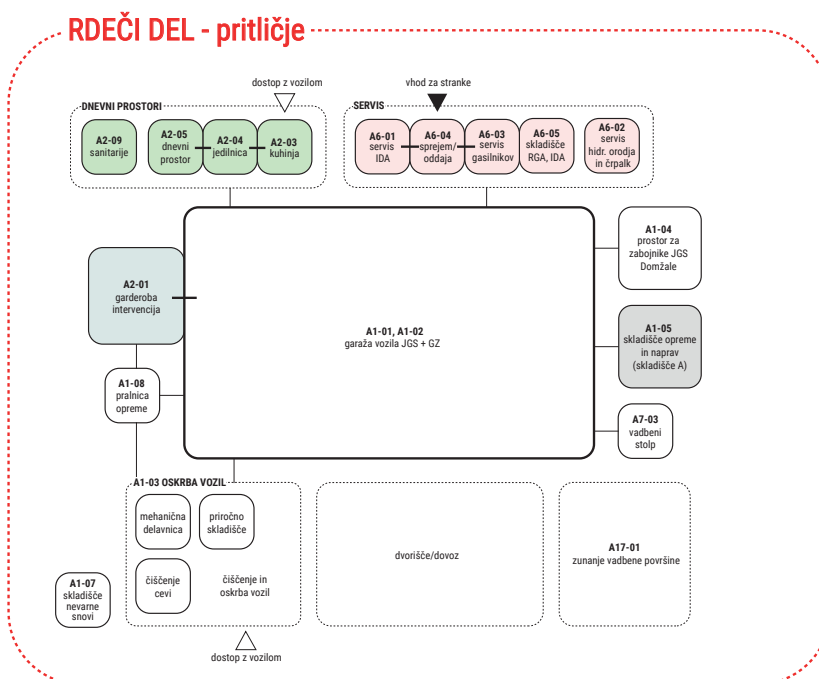 RDEČI DEL - pritličje
dostop z vozilom
vhod za stranke
DNEVNI PROSTORI
SERVIS
A2-09
sanitarije
A2-05
dnevni
prostor
A2-04
jedilnica
A2-03
kuhinja
A6-01
servis
IDA
A6-04
sprejem/
oddaja
A6-03
servis
gasilnikov
A6-05
skladišče
RGA, IDA
A6-02
servis
hidr. orodja
in črpalk
A1-04
prostor za
zabojnike JGS
Domžale
A2-01
garderoba
intervencija
A1-01, A1-02
garaža vozila JGS + GZ
A1-05
skladišče opreme
in naprav
(skladišče A)
A1-08
pralnica
opreme
A7-03
vadbeni
stolp
A1-03 OSKRBA VOZIL
mehanična
delavnica
priročno
skladišče
čiščenje
cevi
čiščenje in
oskrba vozil
dvorišče/dovoz
A17-01
zunanje vadbene površine
A1-07
skladišče
nevarne
snovi
dostop z vozilom